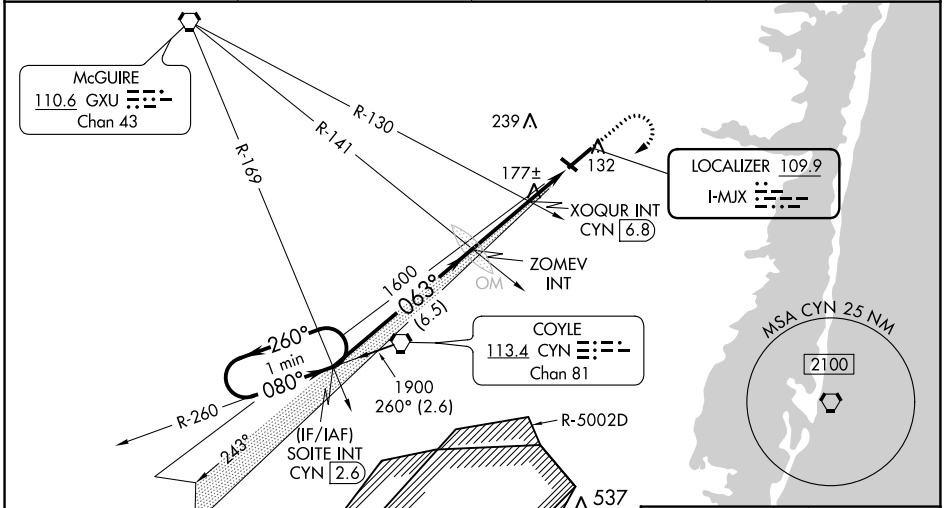 McGUIRE
110.6 GXU
Chan 43
R-130
R-141
R-169
239
177±
132
LOCALIZER 109.9
I-MJX
XOQUR INT
CYN 6.8
ZOMEV
INT
OM
1600
063°
(6.5)
260°
1 min
080°
COYLE
113.4 CYN
Chan 81
1900
260° (2.6)
R-260
243°
(IF/IAF)
SOITE INT
CYN 2.6
R-5002D
537
MSA CYN 25 NM
2100